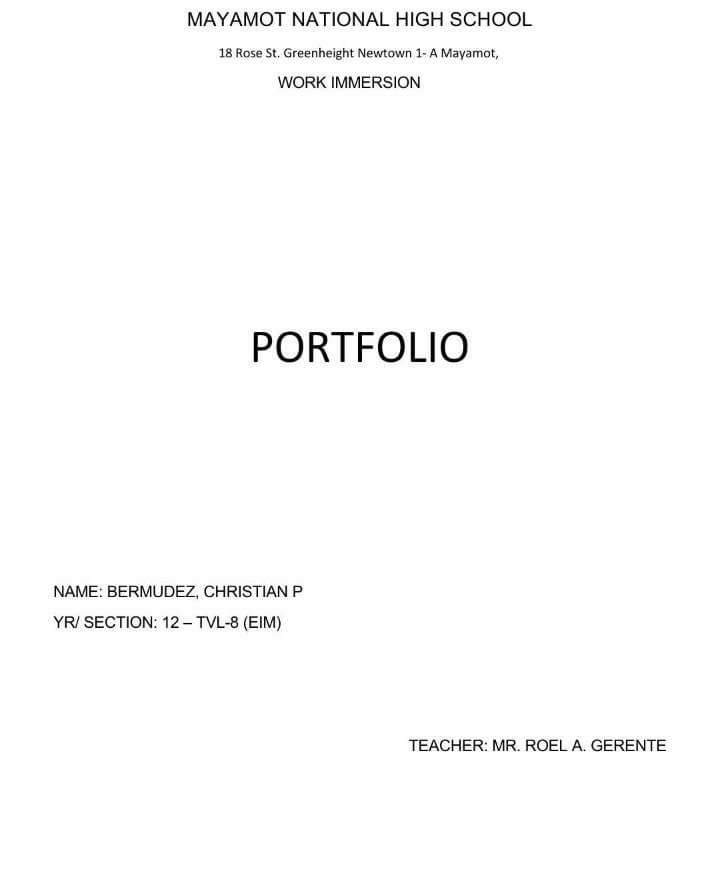 MAYAMOT NATIONAL HIGH SCHOOL
18 Rose St. Greenheight Newtown 1- A Mayamot,
WORK IMMERSION
PORTFOLIO
NAME: BERMUDEZ, CHRISTIAN P
YR/ SECTION: 12 – TVL-8 (EIM)
TEACHER: MR. ROEL A. GERENTE